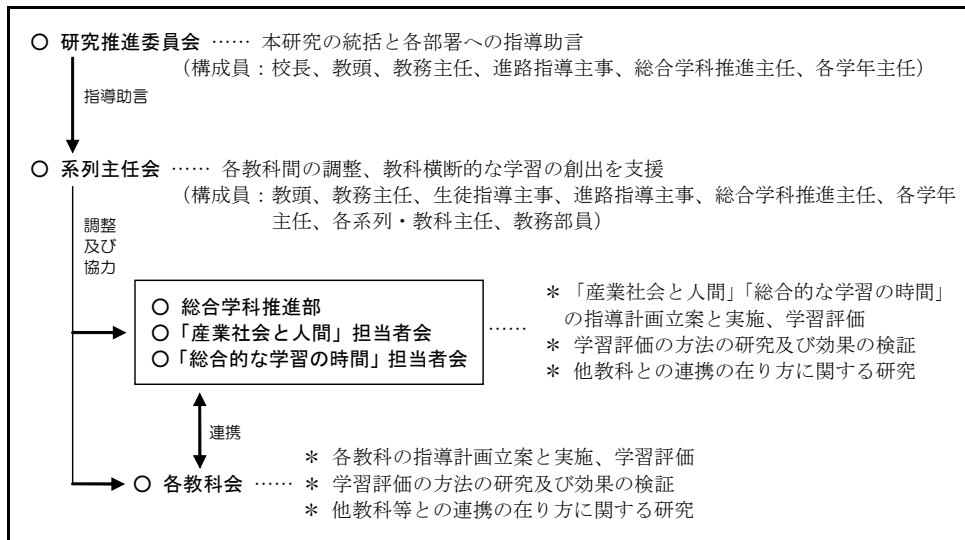 ○ 研究推進委員会 …… 本研究の統括と各部署への指導助言
（構成員：校長、教頭、教務主任、進路指導主事、総合学科推進主任、各学年主任）
指導助言
○ 系列主任会 …… 各教科間の調整、教科横断的な学習の創出を支援
（構成員：教頭、教務主任、生徒指導主事、進路指導主事、総合学科推進主任、各学年
主任、各系列・教科主任、教務部員）
調整
及び
協力
○ 総合学科推進部
○「産業社会と人間」担当者会
○「総合的な学習の時間」担当者会
……
＊ 「産業社会と人間」「総合的な学習の時間」
の指導計画立案と実施、学習評価
＊ 学習評価の方法の研究及び効果の検証
＊ 他教科との連携の在り方に関する研究
連携
＊ 各教科の指導計画立案と実施、学習評価
○ 各教科会 …… ＊ 学習評価の方法の研究及び効果の検証
＊ 他教科等との連携の在り方に関する研究